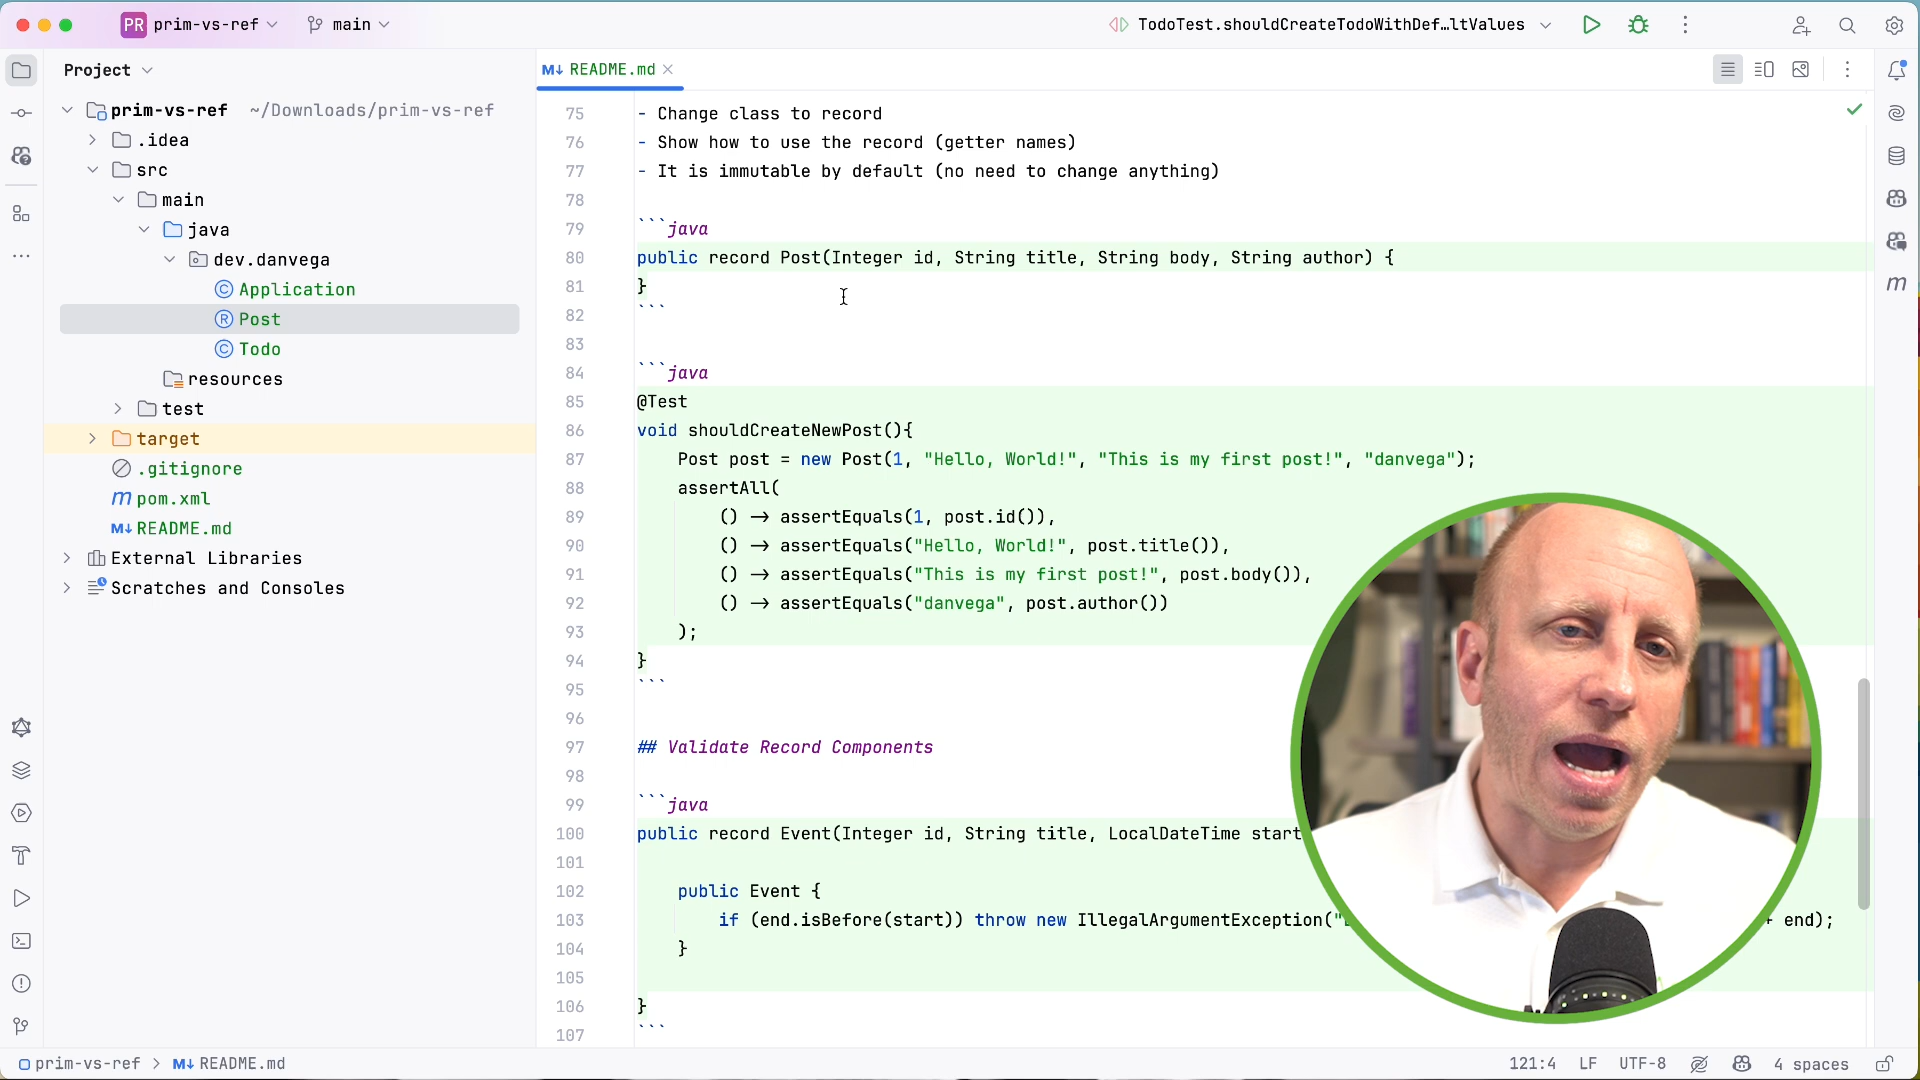 PR prim-vs-ref main TodoTest.shouldCreateTodoWithDef…ltValues
Project
prim-vs-ref ~/Downloads/prim-vs-ref
.idea
src
main
java
dev.danvega
Application
Post
Todo
resources
test
target
.gitignore
pom.xml
README.md
External Libraries
Scratches and Consoles
README.md
75 - Change class to record
76 - Show how to use the record (getter names)
77 - It is immutable by default (no need to change anything)
78
79 ```java
80 public record Post(Integer id, String title, String body, String author) {
81 }
82 ```
83
84 ```java
85 @Test
86 void shouldCreateNewPost(){
87 Post post = new Post(1, "Hello, World!", "This is my first post!", "danvega");
88 assertAll(
89 () → assertEquals(1, post.id()),
90 () → assertEquals("Hello, World!", post.title()),
91 () → assertEquals("This is my first post!", post.body()),
92 () → assertEquals("danvega", post.author())
93 );
94 }
95 ```
96
97 ## Validate Record Components
98
99 ```java
100 public record Event(Integer id, String title, LocalDateTime start
101
102 public Event {
103 if (end.isBefore(start)) throw new IllegalArgumentException(" + end);
104 }
105
106 }
107 ```
prim-vs-ref > README.md 121:4 LF UTF-8 4 spaces